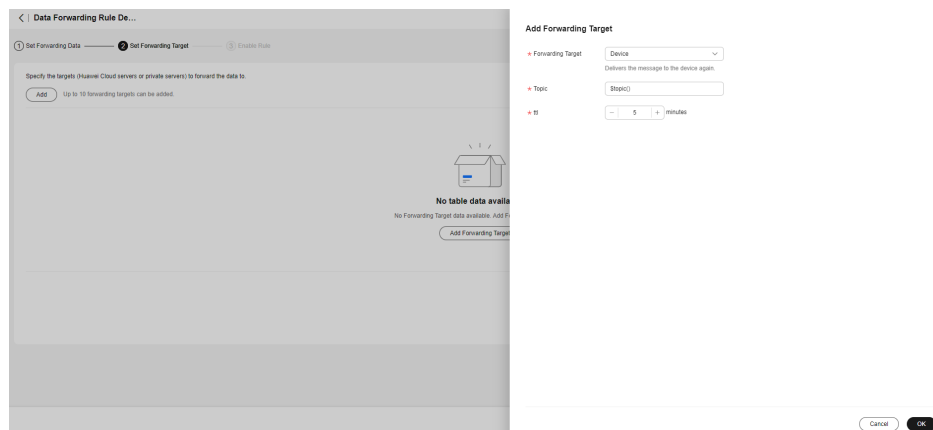 Data Forwarding Rule De...
1 Set Forwarding Data 2 Set Forwarding Target 3 Enable Rule
Specify the targets (Huawei Cloud servers or private servers) to forward the data to.
Add Up to 10 forwarding targets can be added.
No table data availa
No Forwarding Target data available. Add F
Add Forwarding Target
Add Forwarding Target
* Forwarding Target Device
Delivers the message to the device again.
* Topic $topic()
* ttl − 5 + minutes
Cancel OK